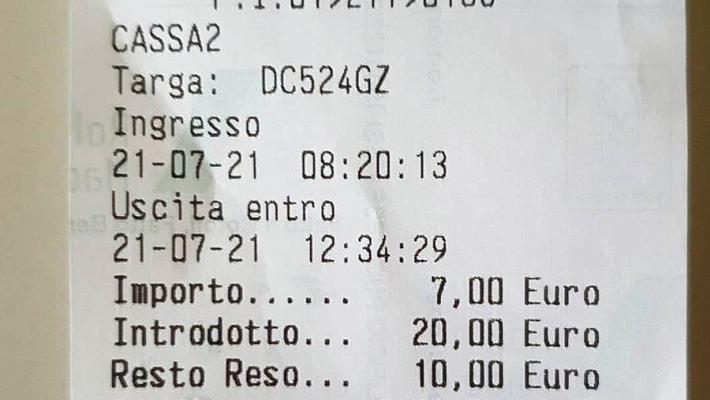 CASSA2
Targa: DC524GZ
Ingresso
21-07-21 08:20:13
Uscita entro
21-07-21 12:34:29
Importo...... 7,00 Euro
Introdotto... 20,00 Euro
Resto Reso... 10,00 Euro